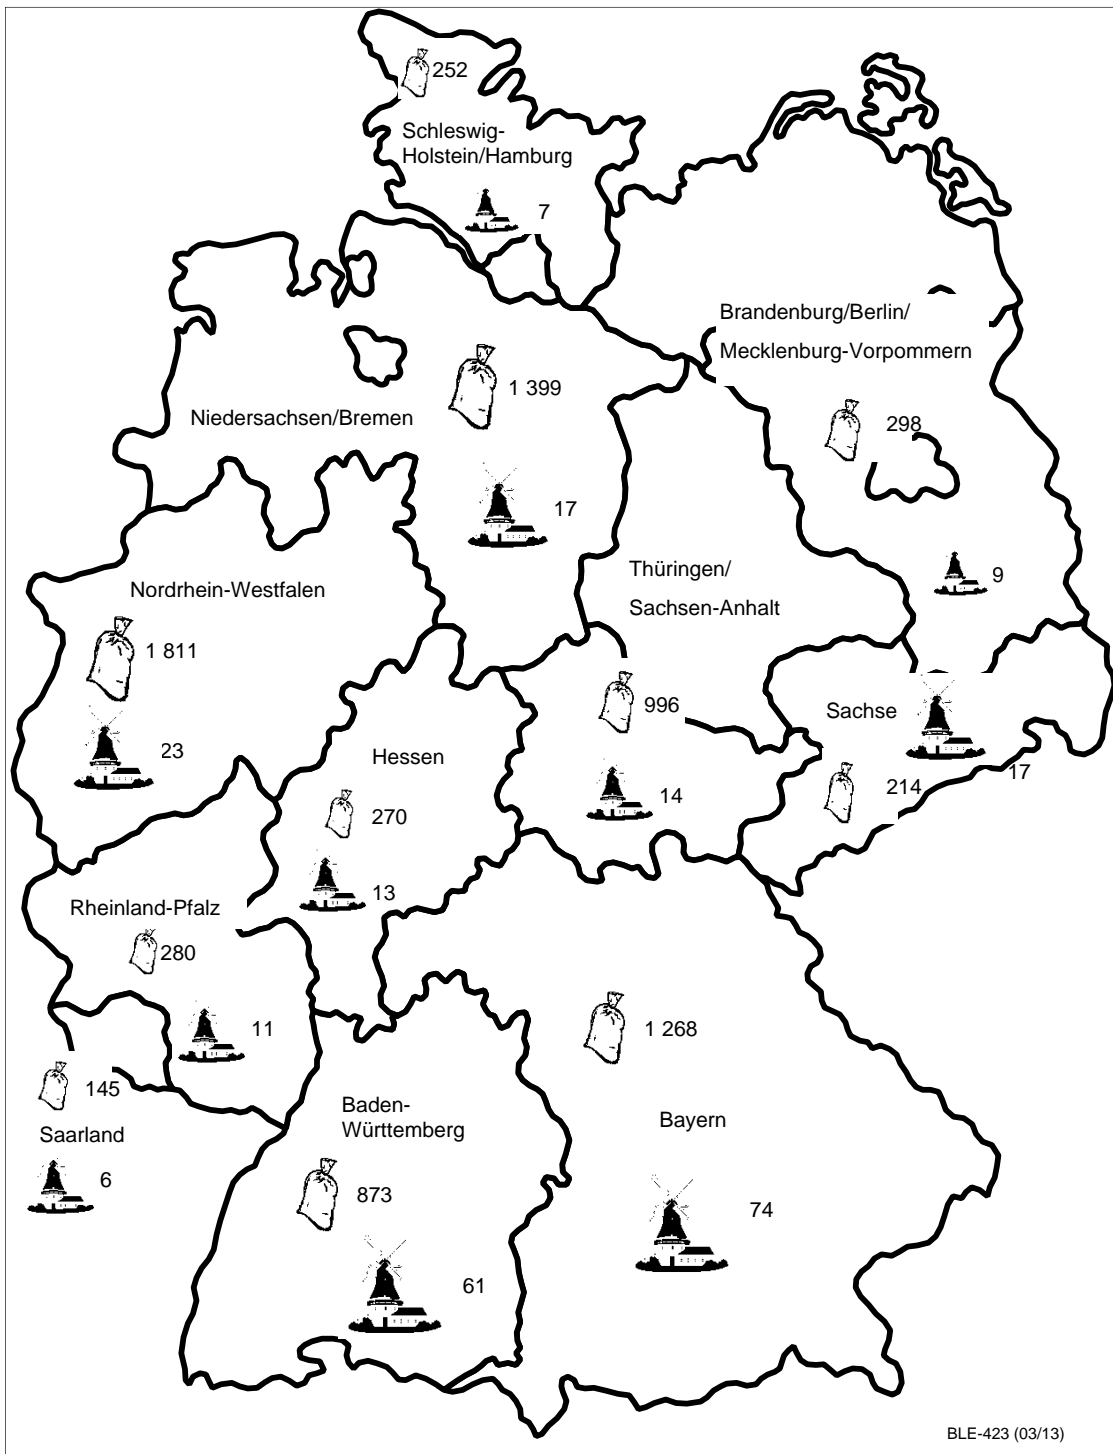 252
Schleswig-
Holstein/Hamburg
7
Brandenburg/Berlin/
Mecklenburg-Vorpommern
1 399
Niedersachsen/Bremen
298
17
Thüringen/
Sachsen-Anhalt
9
Nordrhein-Westfalen
1 811
996
Sachse
23
Hessen
17
214
14
270
13
Rheinland-Pfalz
280
11
1 268
145
Baden-
Württemberg
Bayern
Saarland
6
873
74
61
BLE-423 (03/13)